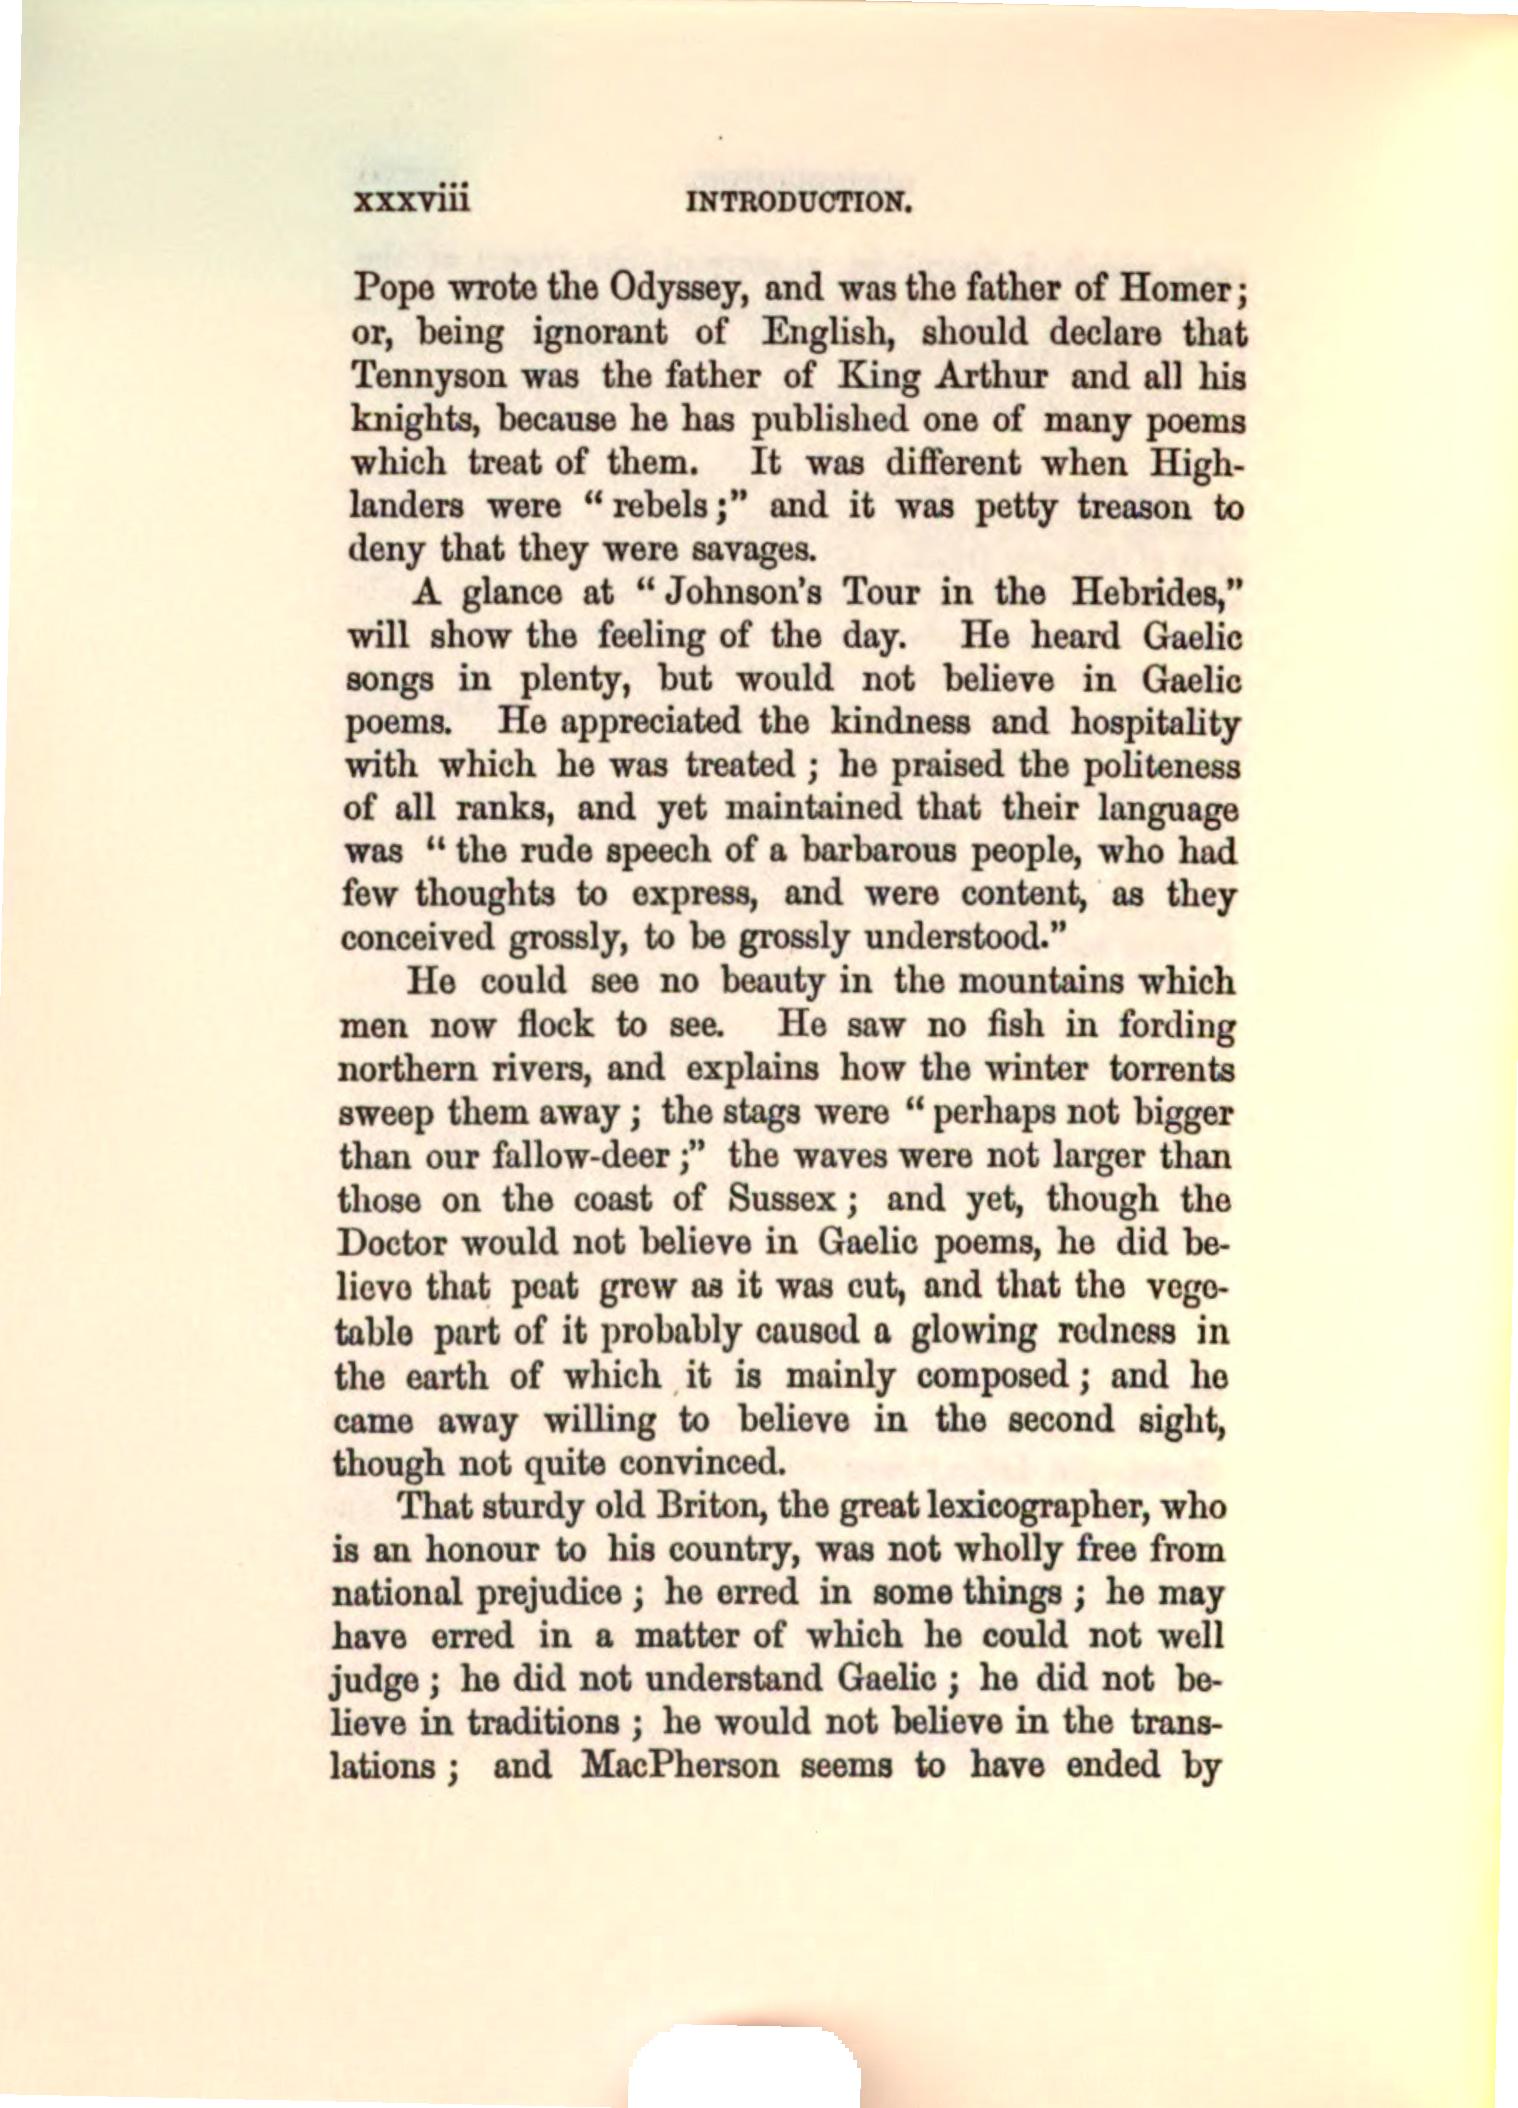 xxxviii INTRODUCTION.
Pope wrote the Odyssey, and was the father of Homer;
or, being ignorant of English, should declare that
Tennyson was the father of King Arthur and all his
knights, because he has published one of many poems
which treat of them. It was different when High-
landers were “ rebels ;” and it was petty treason to
deny that they were savages.
A glance at “ Johnson’s Tour in the Hebrides,”
will show the feeling of the day. He heard Gaelic
songs in plenty, but would not believe in Gaelic
poems. He appreciated the kindness and hospitality
with which he was treated ; he praised the politeness
of all ranks, and yet maintained that their language
was “ the rude speech of a barbarous people, who had
few thoughts to express, and were content, as they
conceived grossly, to be grossly understood.”
He could see no beauty in the mountains which
men now flock to see. He saw no fish in fording
northern rivers, and explains how the winter torrents
sweep them away ; the stags were “ perhaps not bigger
than our fallow-deer ;” the waves were not larger than
those on the coast of Sussex ; and yet, though the
Doctor would not believe in Gaelic poems, he did be-
lieve that peat grew as it was cut, and that the vege-
table part of it probably caused a glowing redness in
the earth of which it is mainly composed ; and he
came away willing to believe in the second sight,
though not quite convinced.
That sturdy old Briton, the great lexicographer, who
is an honour to his country, was not wholly free from
national prejudice ; he erred in some things ; he may
have erred in a matter of which he could not well
judge ; he did not understand Gaelic ; he did not be-
lieve in traditions ; he would not believe in the trans-
lations ; and MacPherson seems to have ended by